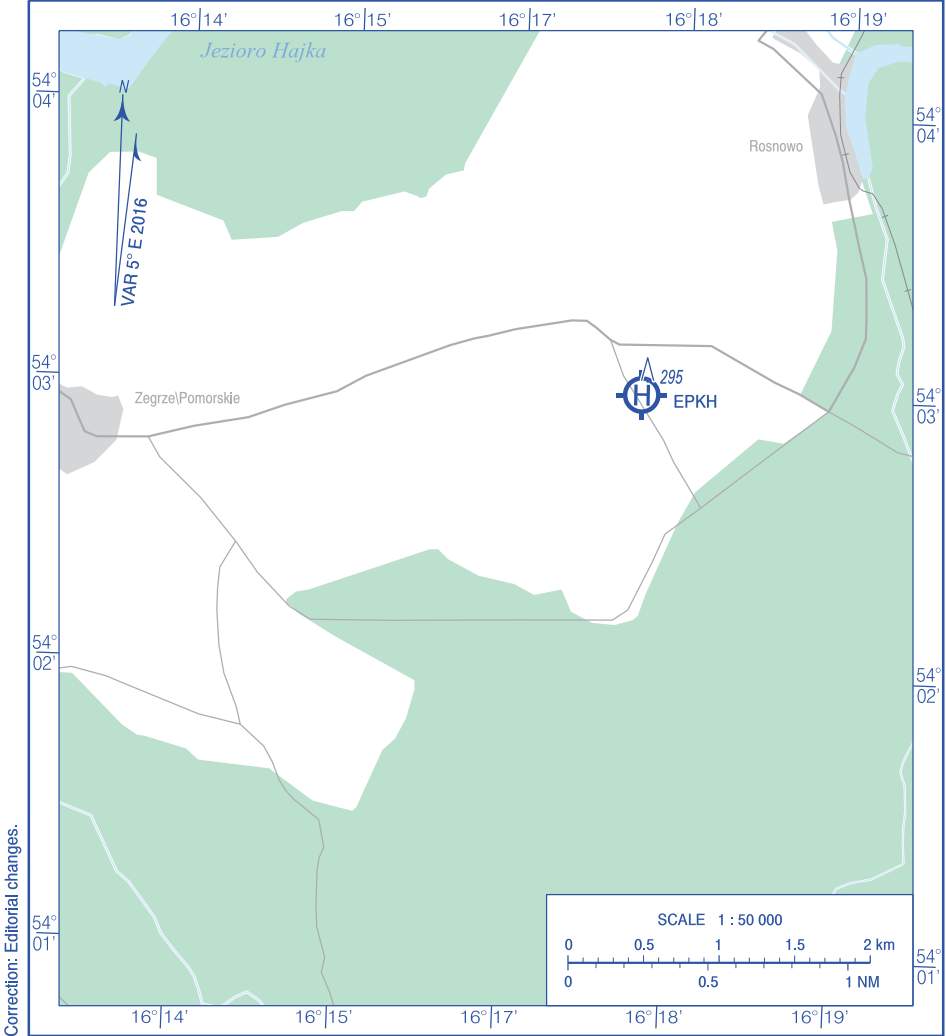 16°14' 16°15' 16°17' 16°18' 16°19'
Jezioro Hajka
54°
04'
N
54°
04'
Rosnowo
VAR 5° E 2016
54°
03'
295
EPKH
Zegrze\Pomorskie
54°
03'
H
54°
02'
54°
02'
54°
01'
54°
01'
SCALE 1 : 50 000
0 0.5 1 1.5 2 km
0 0.5 1 NM
16°14' 16°15' 16°17' 16°18' 16°19'
Correction: Editorial changes.